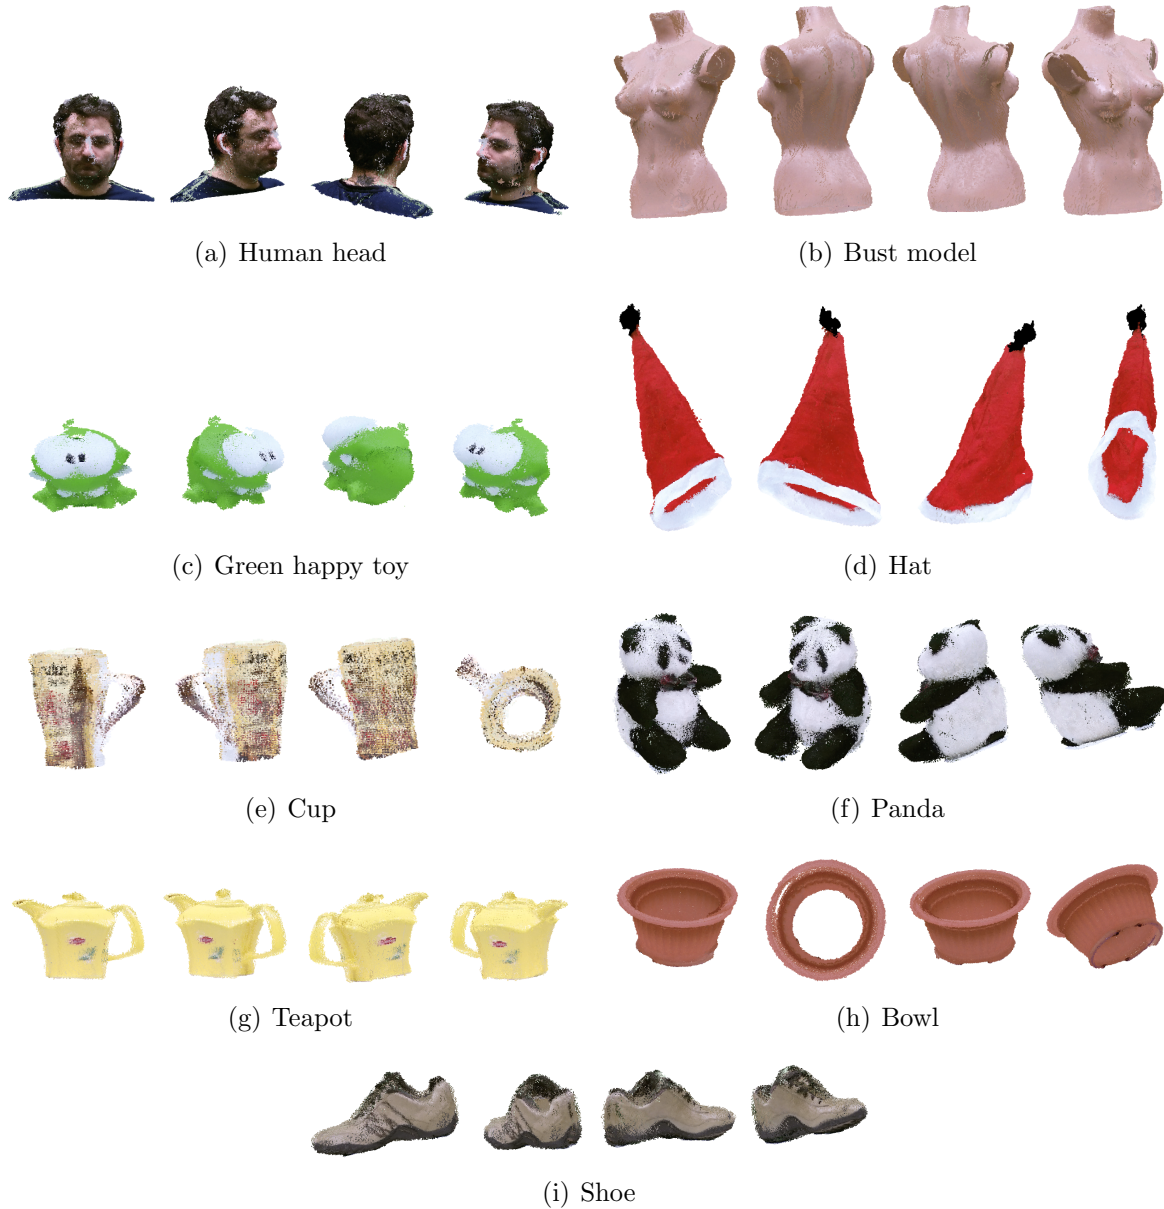 (a) Human head
(b) Bust model
(c) Green happy toy
(d) Hat
(e) Cup
(f) Panda
(g) Teapot
(h) Bowl
(i) Shoe